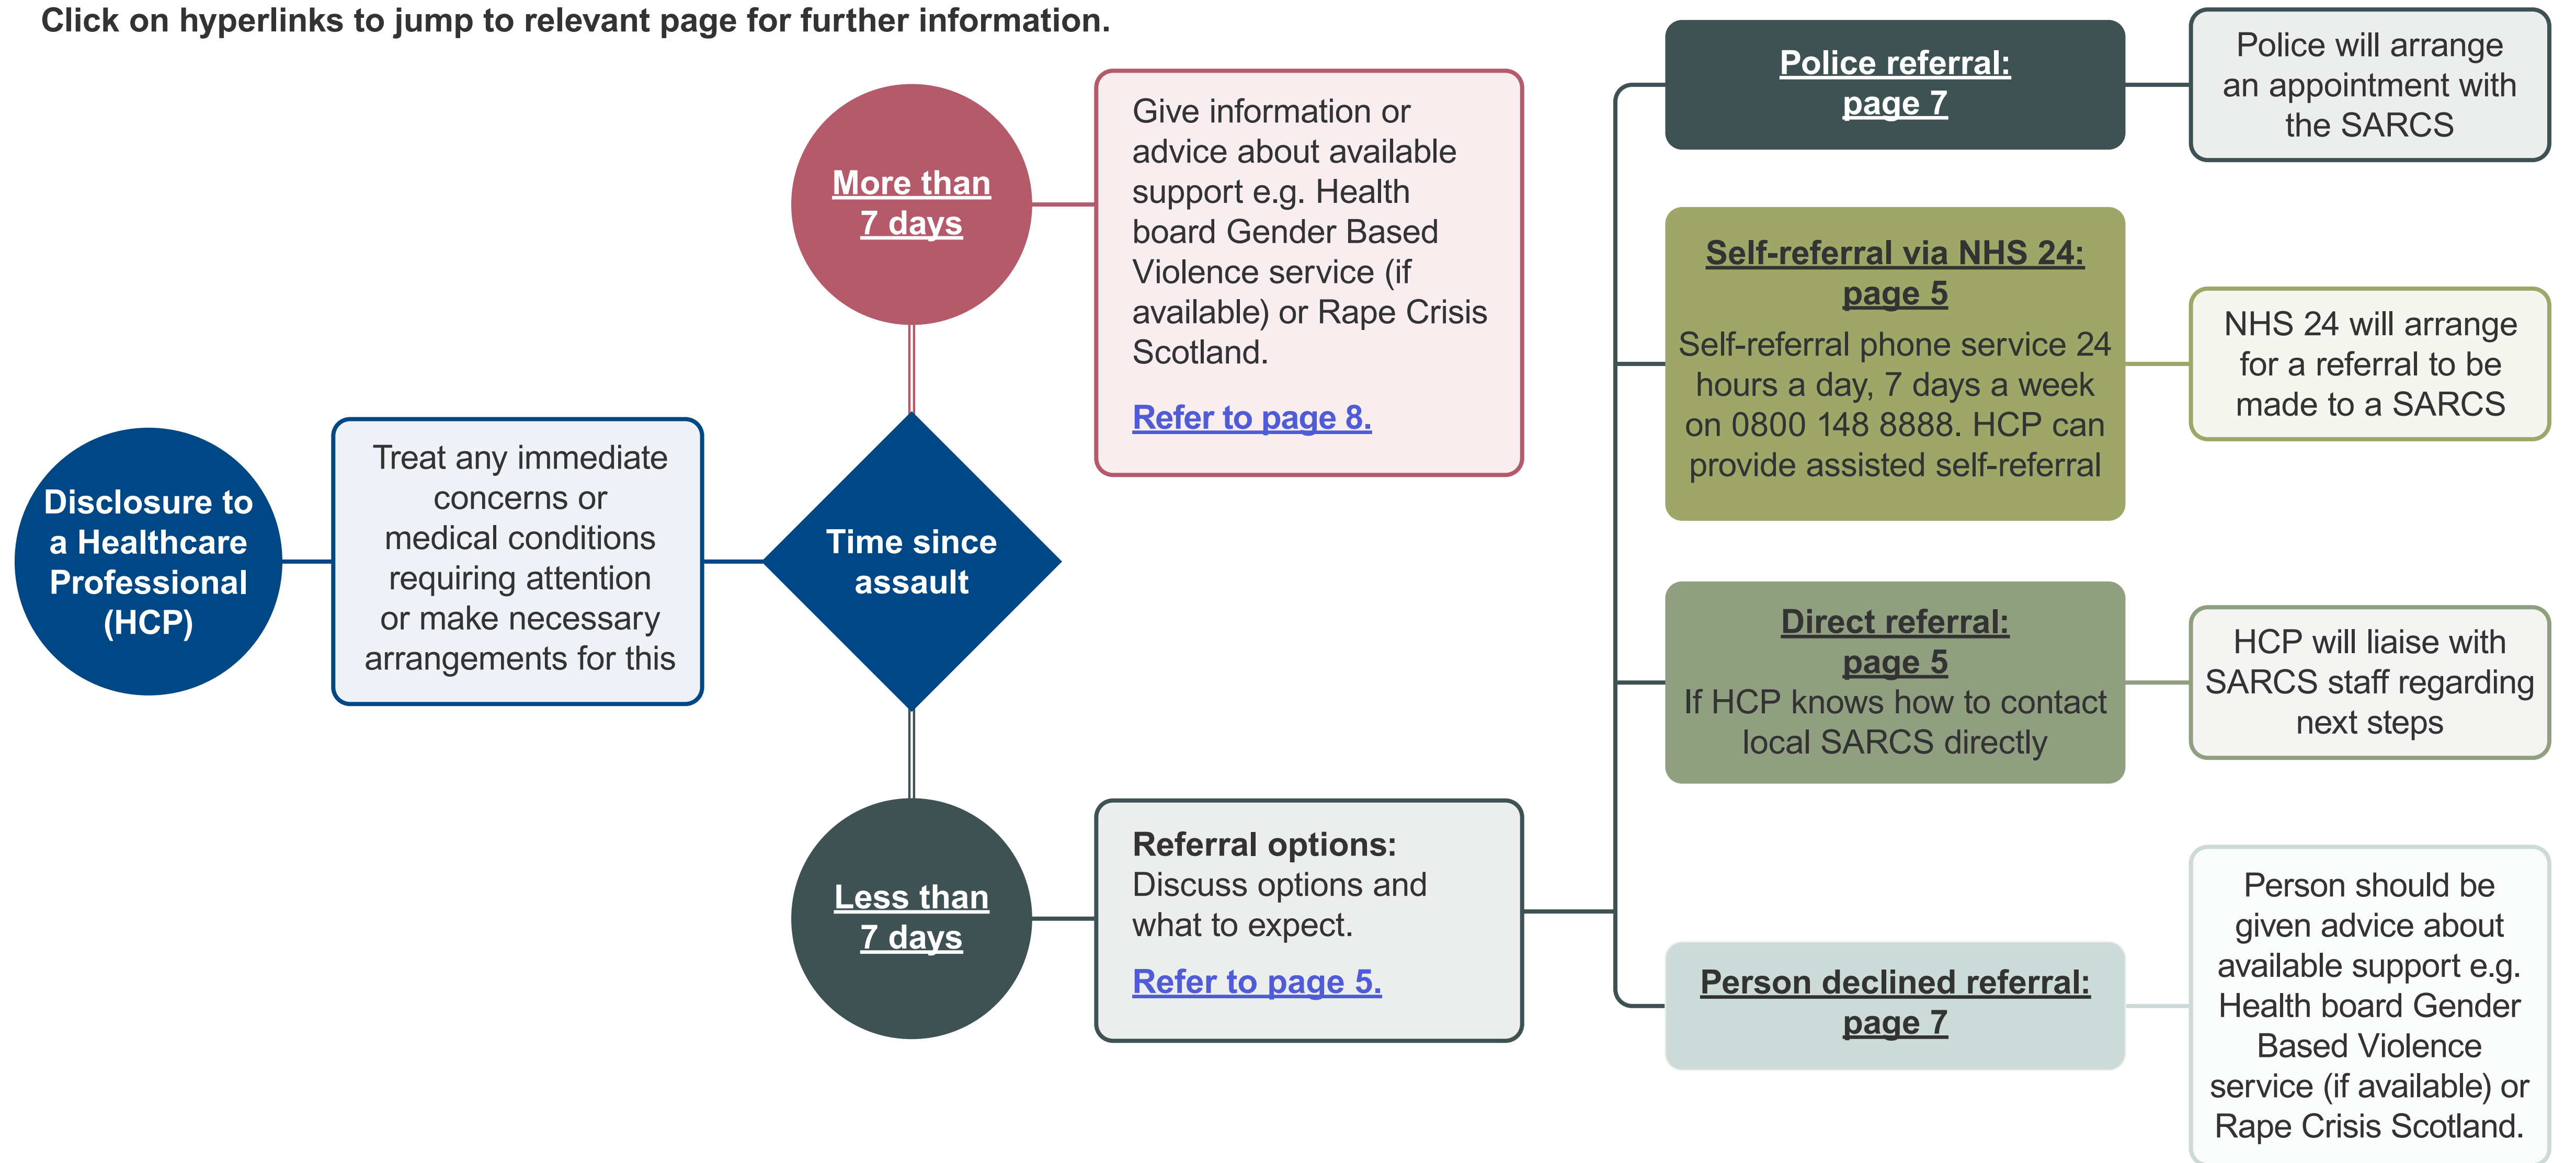 Click on hyperlinks to jump to relevant page for further information.
Disclosure to
a Healthcare
Professional
(HCP)
Treat any immediate
concerns or
medical conditions
requiring attention
or make necessary
arrangements for this
Time since
assault
More than
7 days
Give information or
advice about available
support e.g. Health
board Gender Based
Violence service (if
available) or Rape Crisis
Scotland.
Refer to page 8.
Less than
7 days
Referral options:
Discuss options and
what to expect.
Refer to page 5.
Police referral:
page 7
Police will arrange
an appointment with
the SARCS
Self-referral via NHS 24:
page 5
Self-referral phone service 24
hours a day, 7 days a week
on 0800 148 8888. HCP can
provide assisted self-referral
NHS 24 will arrange
for a referral to be
made to a SARCS
Direct referral:
page 5
If HCP knows how to contact
local SARCS directly
HCP will liaise with
SARCS staff regarding
next steps
Person declined referral:
page 7
Person should be
given advice about
available support e.g.
Health board Gender
Based Violence
service (if available) or
Rape Crisis Scotland.